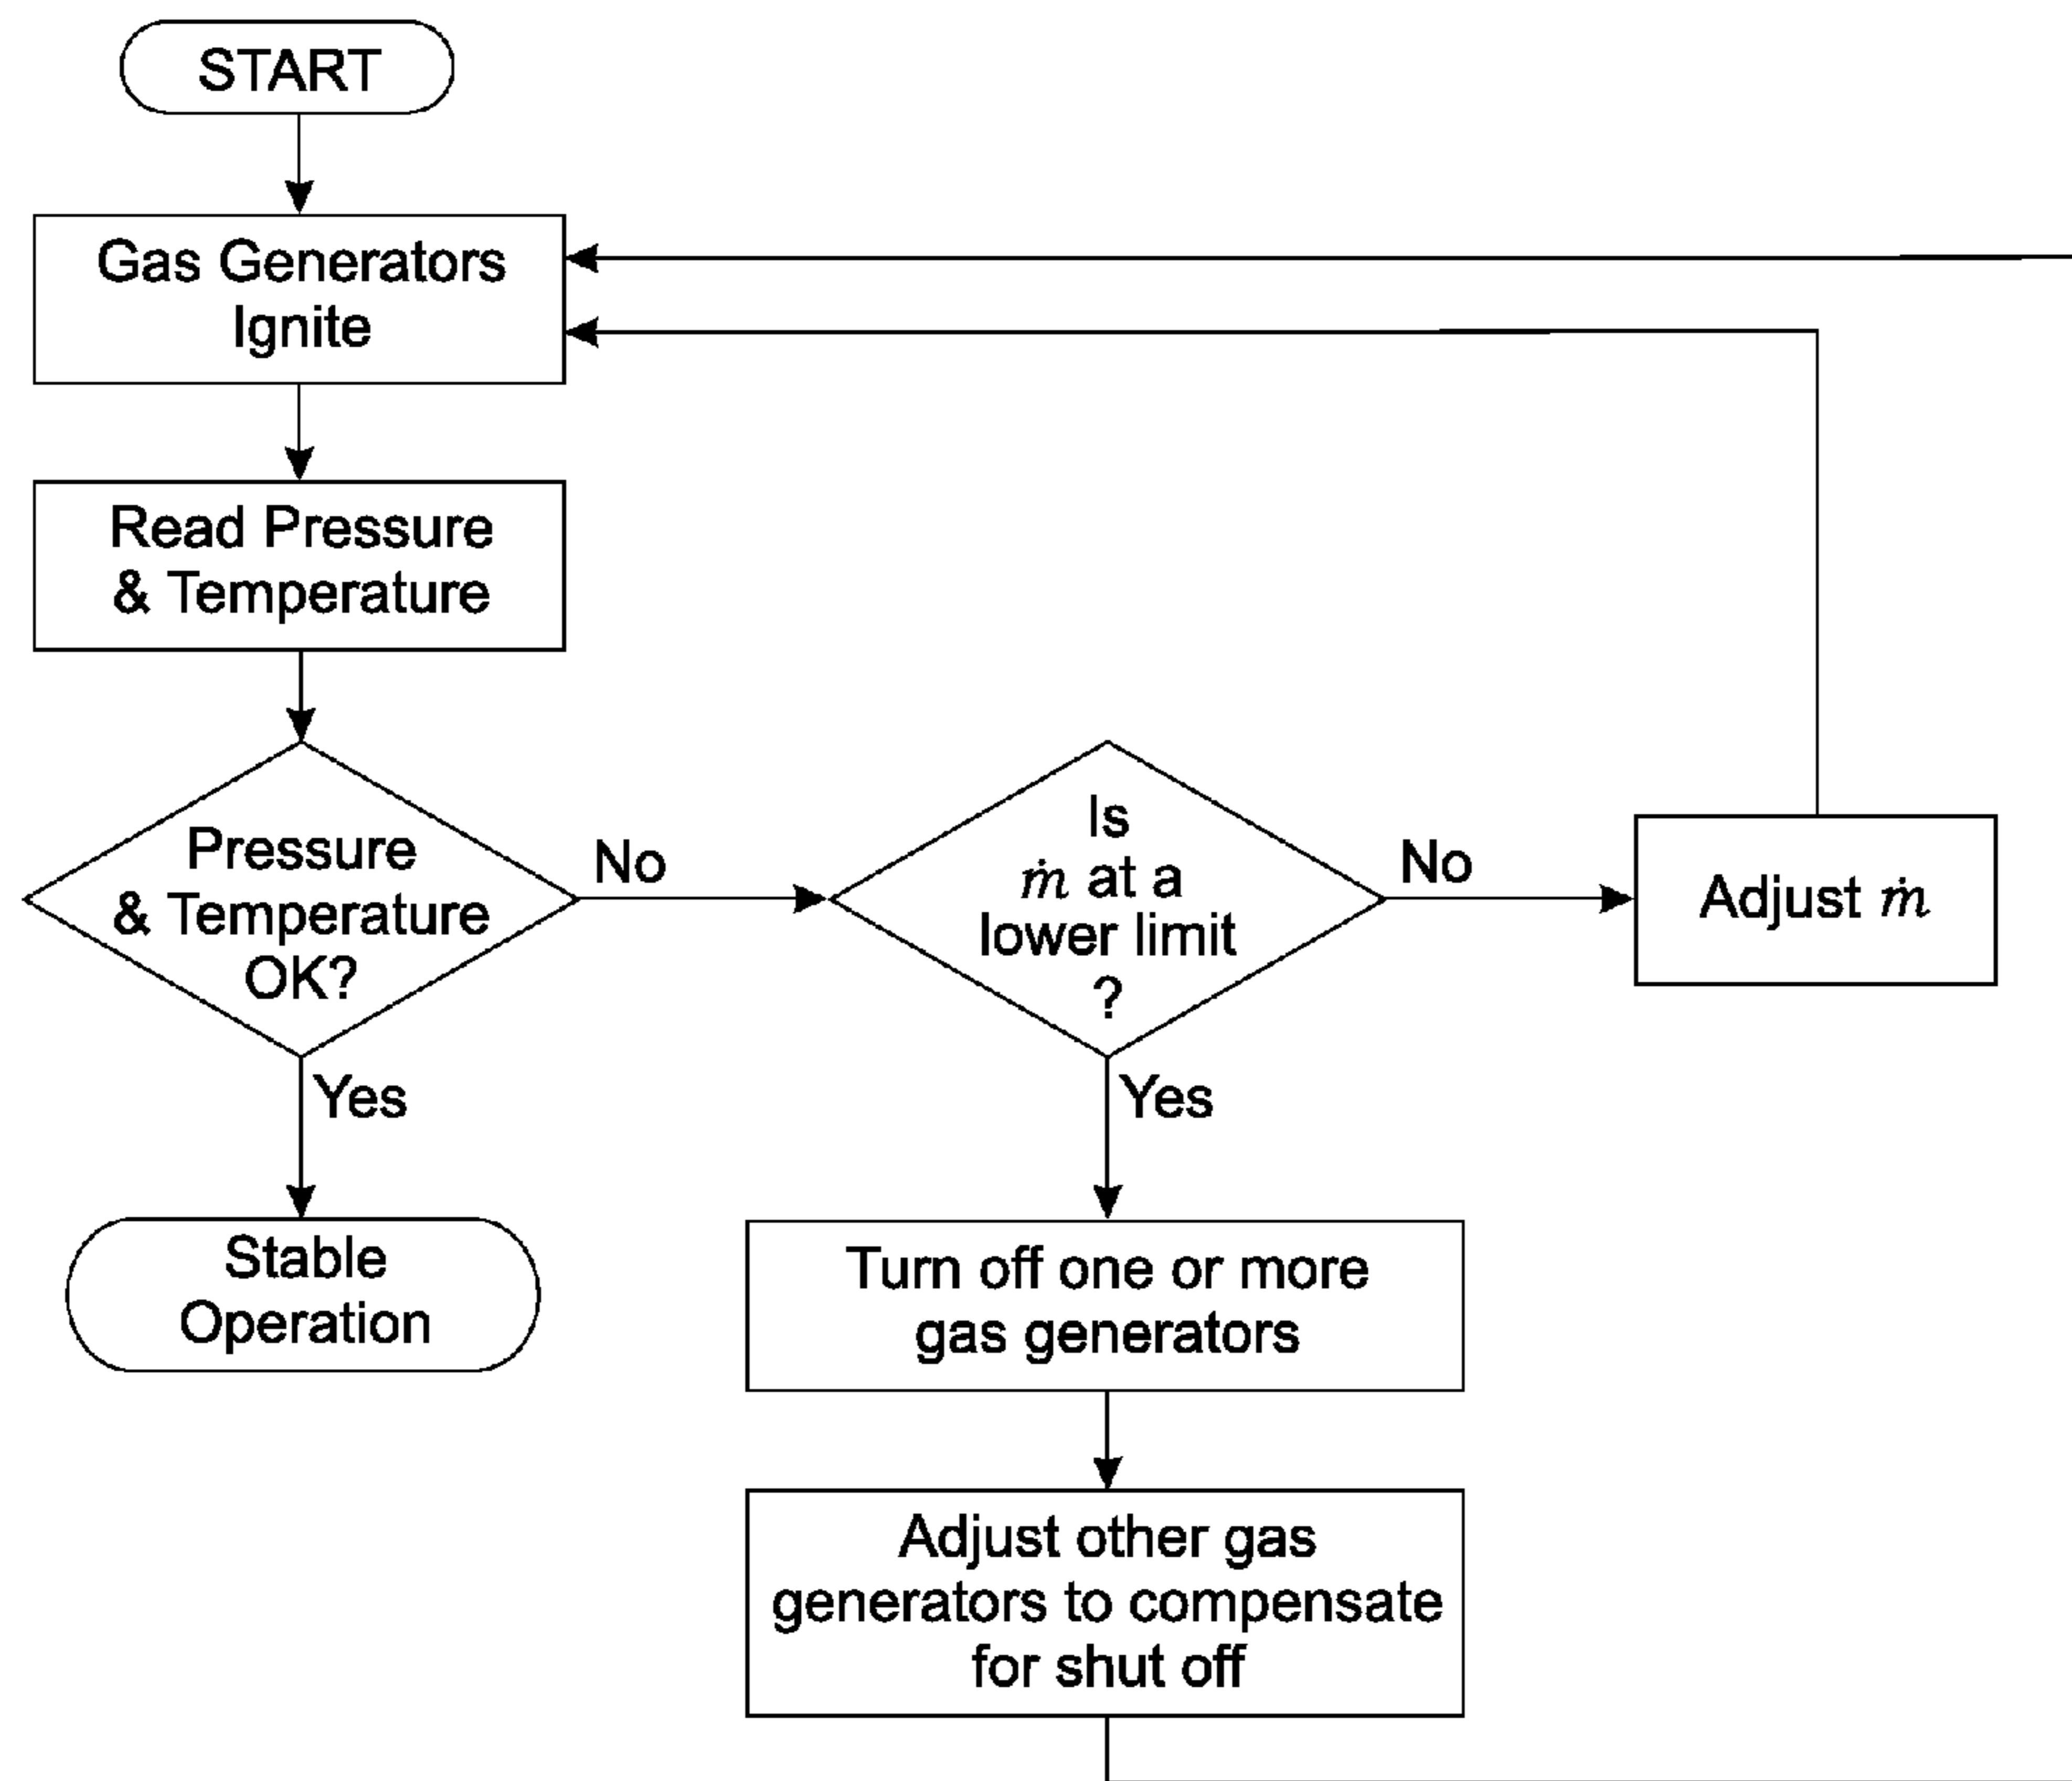 START
Gas Generators
Ignite
Read Pressure
& Temperature
Pressure
& Temperature
OK?
No
Is
ṁ at a
lower limit
?
No
Adjust ṁ
Yes
Yes
Stable
Operation
Turn off one or more
gas generators
Adjust other gas
generators to compensate
for shut off